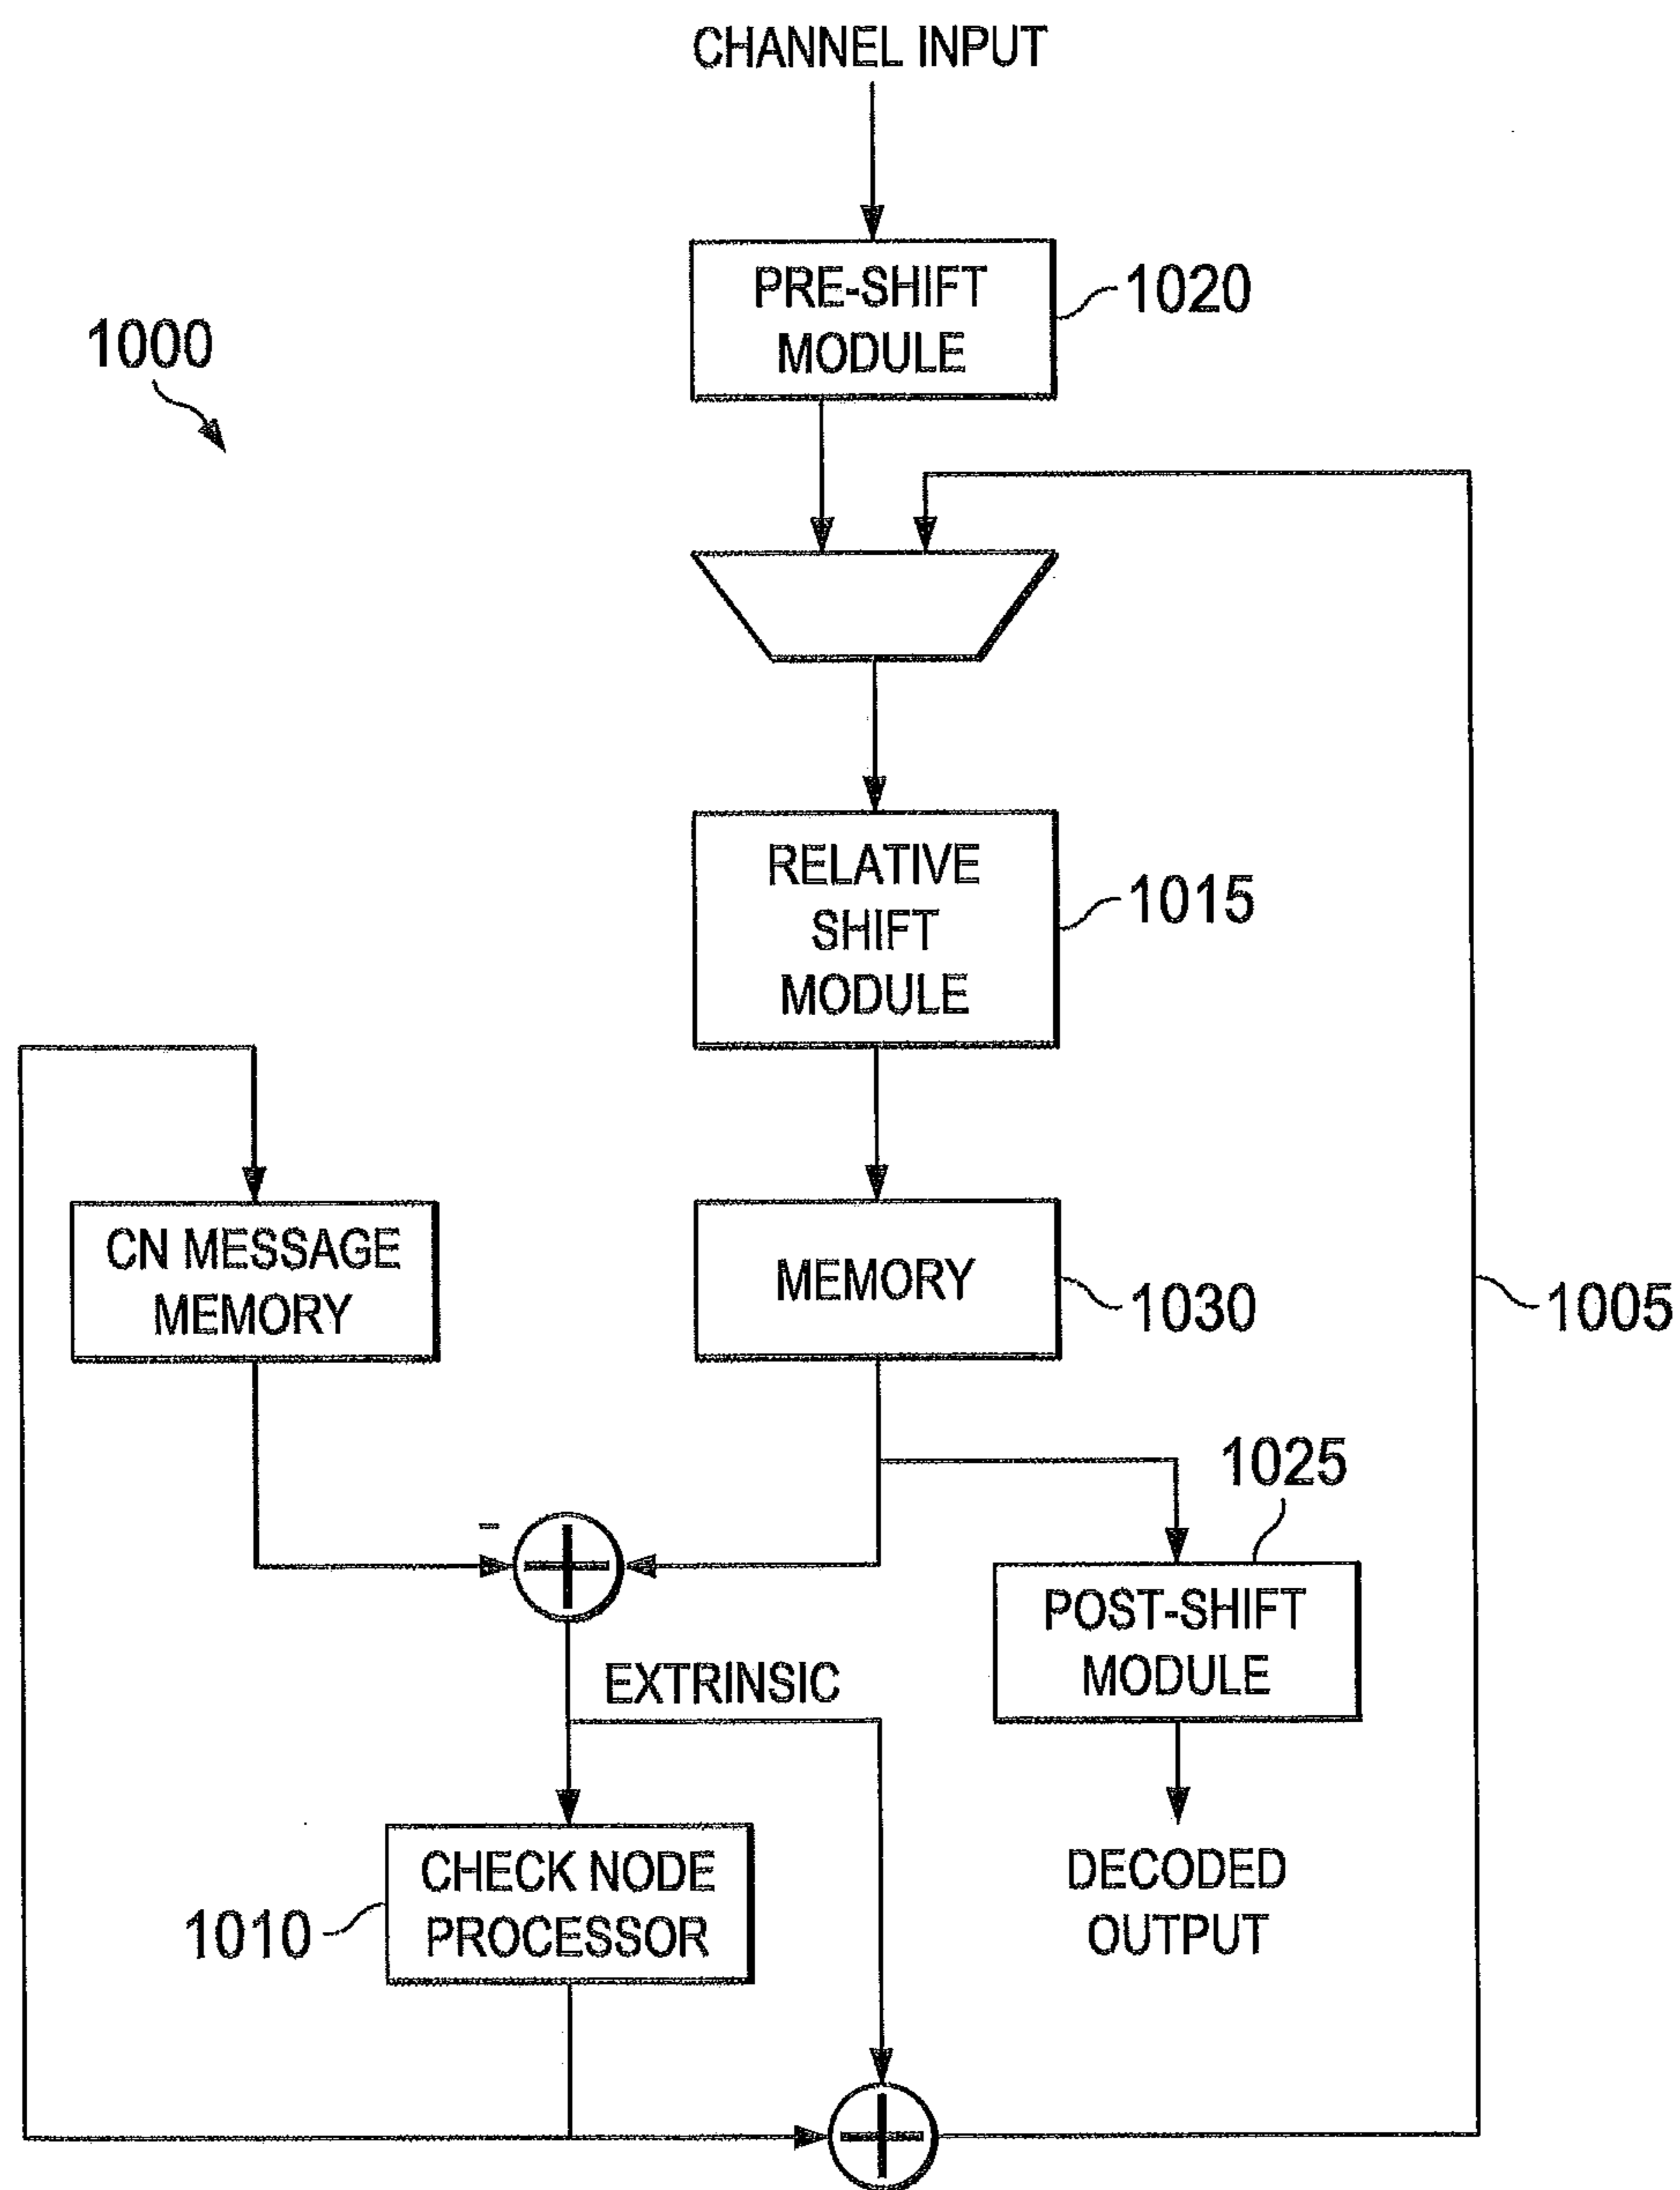 CHANNEL INPUT
PRE-SHIFT
MODULE
1020
1000
RELATIVE
SHIFT
MODULE
1015
CN MESSAGE
MEMORY
MEMORY
1030
1005
1025
-
POST-SHIFT
MODULE
EXTRINSIC
CHECK NODE
PROCESSOR
1010
DECODED
OUTPUT